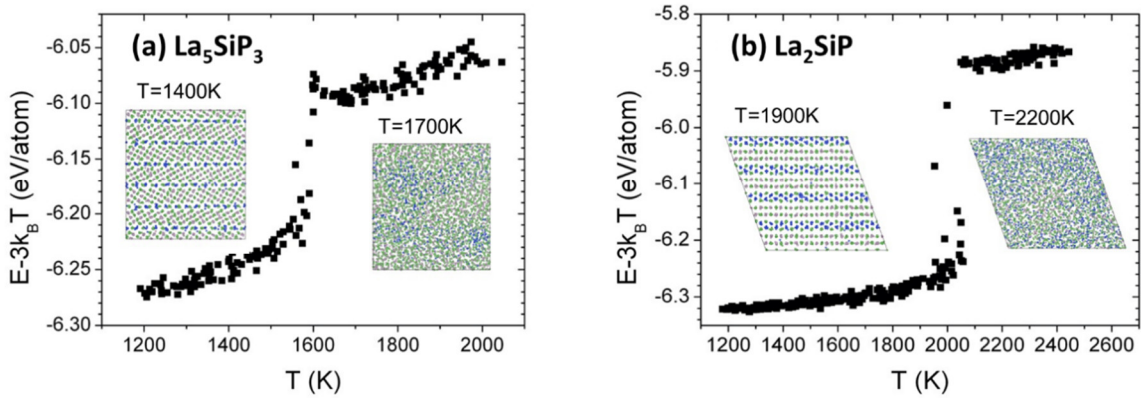 (a) La₅SiP₃
T=1400K
T=1700K
E-3k_BT (eV/atom)
-6.05
-6.10
-6.15
-6.20
-6.25
-6.30
1200 1400 1600 1800 2000
T (K)
(b) La₂SiP
T=1900K
T=2200K
E-3k_BT (eV/atom)
-5.8
-5.9
-6.0
-6.1
-6.2
-6.3
1200 1400 1600 1800 2000 2200 2400 2600
T (K)